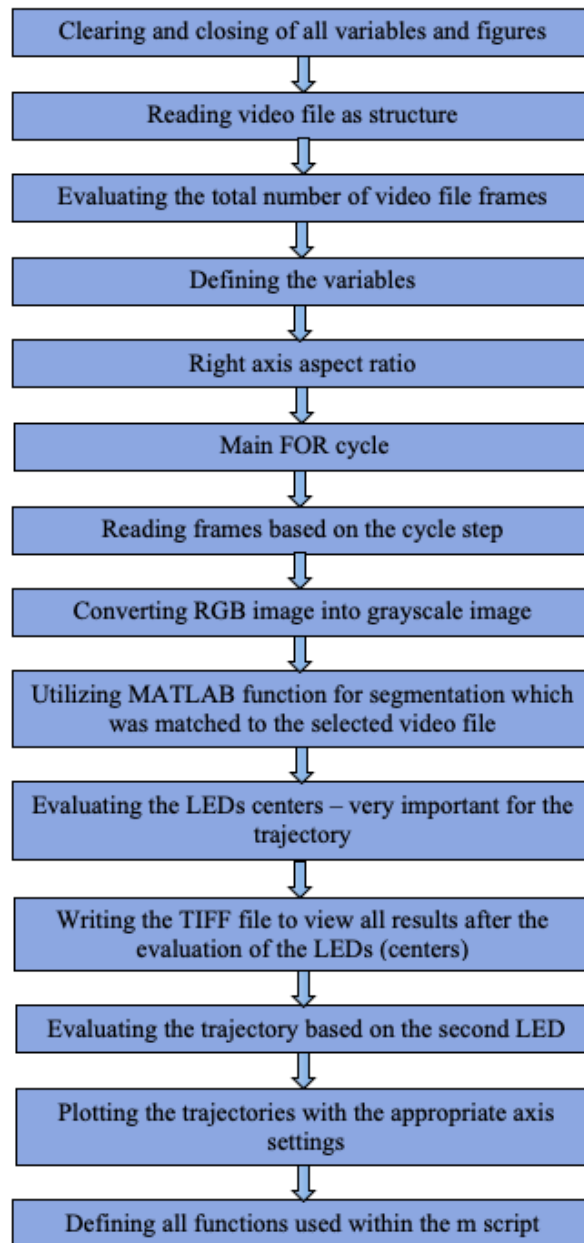 Clearing and closing of all variables and figures
Reading video file as structure
Evaluating the total number of video file frames
Defining the variables
Right axis aspect ratio
Main FOR cycle
Reading frames based on the cycle step
Converting RGB image into grayscale image
Utilizing MATLAB function for segmentation which
was matched to the selected video file
Evaluating the LEDs centers – very important for the
trajectory
Writing the TIFF file to view all results after the
evaluation of the LEDs (centers)
Evaluating the trajectory based on the second LED
Plotting the trajectories with the appropriate axis
settings
Defining all functions used within the m script